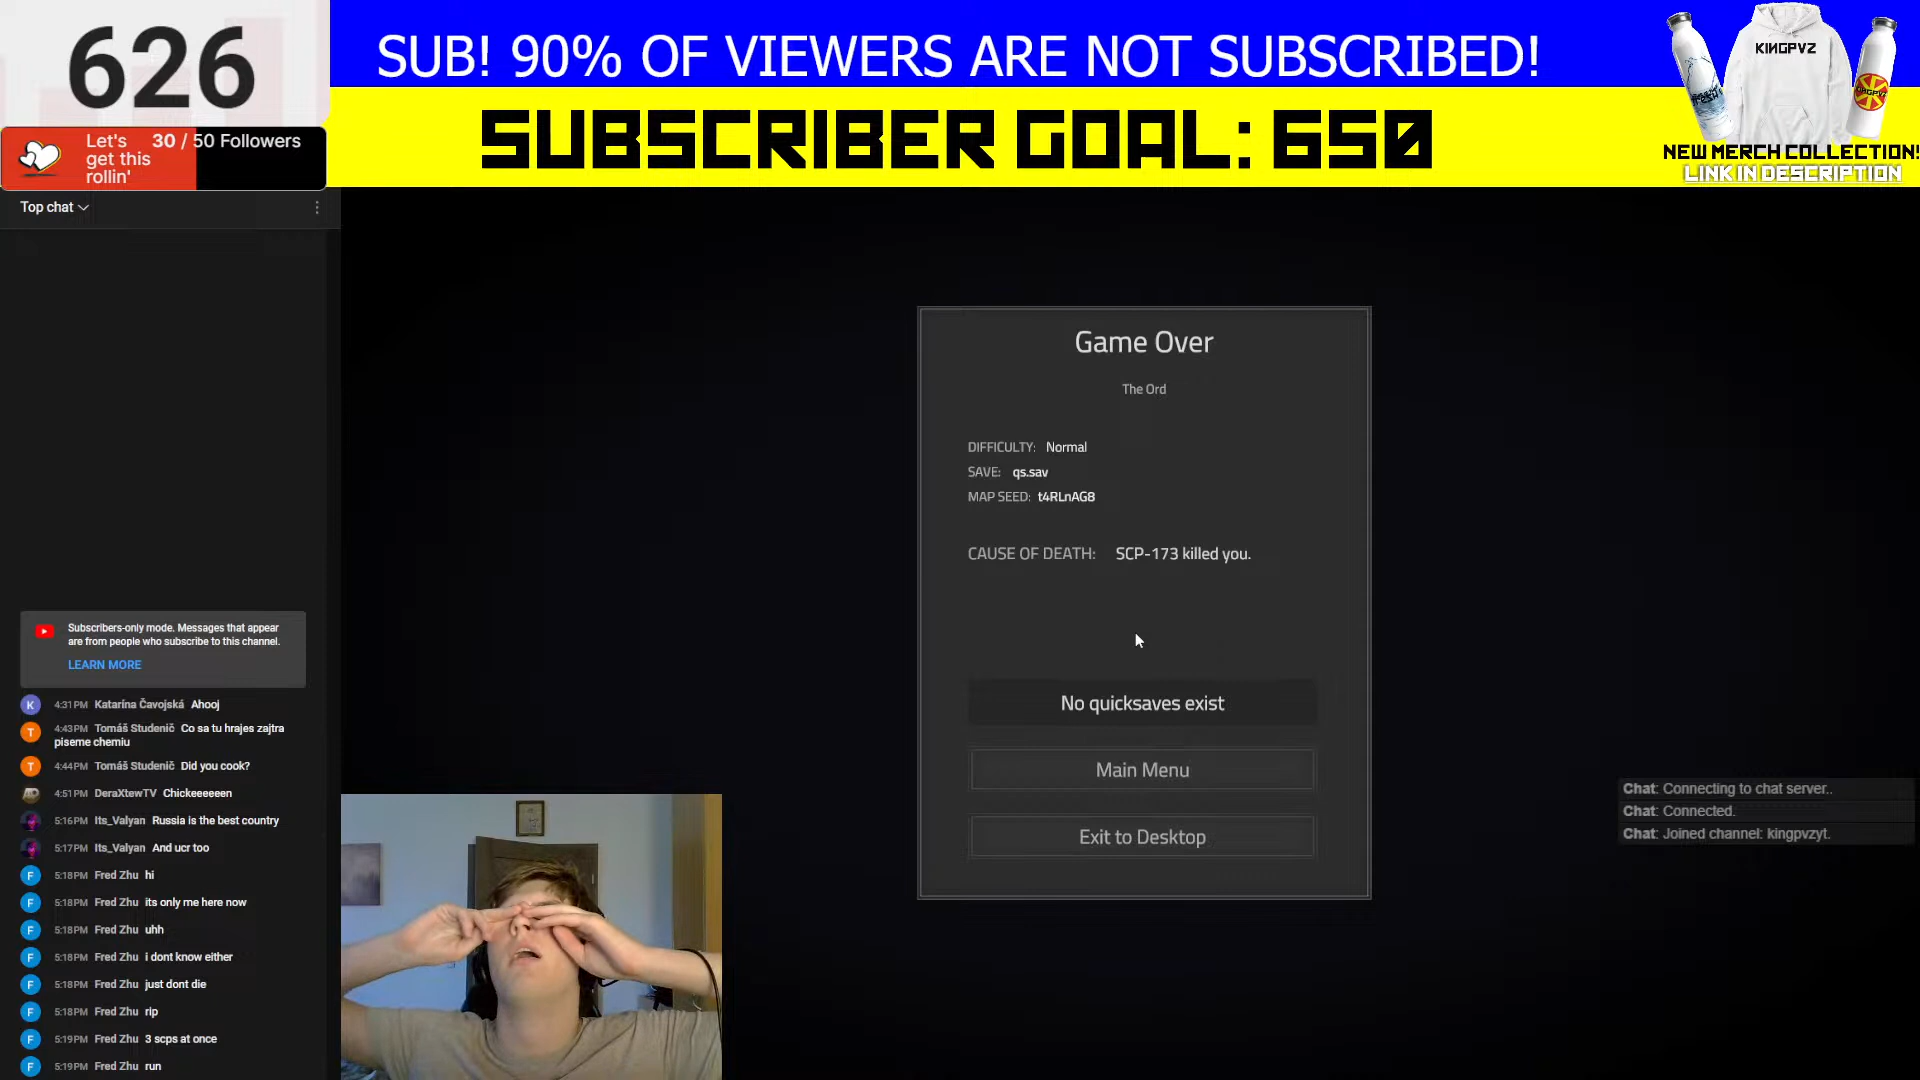 626
SUB! 90% OF VIEWERS ARE NOT SUBSCRIBED!
SUBSCRIBER GOAL: 650
KINGPVZ
NEW MERCH COLLECTION!
LINK IN DESCRIPTION
Let's get this rollin'
30 / 50 Followers
Top chat
Subscribers-only mode. Messages that appear
are from people who subscribe to this channel.
LEARN MORE
K 4:31 PM Katarína Čavojská Ahooj
T 4:43 PM Tomáš Studenič Co sa tu hrajes zajtra
piseme chemiu
T 4:44 PM Tomáš Studenič Did you cook?
4:51 PM DeraXtewTV Chickeeeeeen
5:16 PM Its_Valyan Russia is the best country
5:17 PM Its_Valyan And ucr too
F 5:18 PM Fred Zhu hi
F 5:18 PM Fred Zhu its only me here now
F 5:18 PM Fred Zhu uhh
F 5:18 PM Fred Zhu i dont know either
F 5:18 PM Fred Zhu just dont die
F 5:18 PM Fred Zhu rip
F 5:19 PM Fred Zhu 3 scps at once
F 5:19 PM Fred Zhu run
Game Over
The Ord
DIFFICULTY: Normal
SAVE: qs.sav
MAP SEED: t4RLnAG8
CAUSE OF DEATH: SCP-173 killed you.
No quicksaves exist
Main Menu
Exit to Desktop
Chat: Connecting to chat server..
Chat: Connected.
Chat: Joined channel: kingpvzyt.